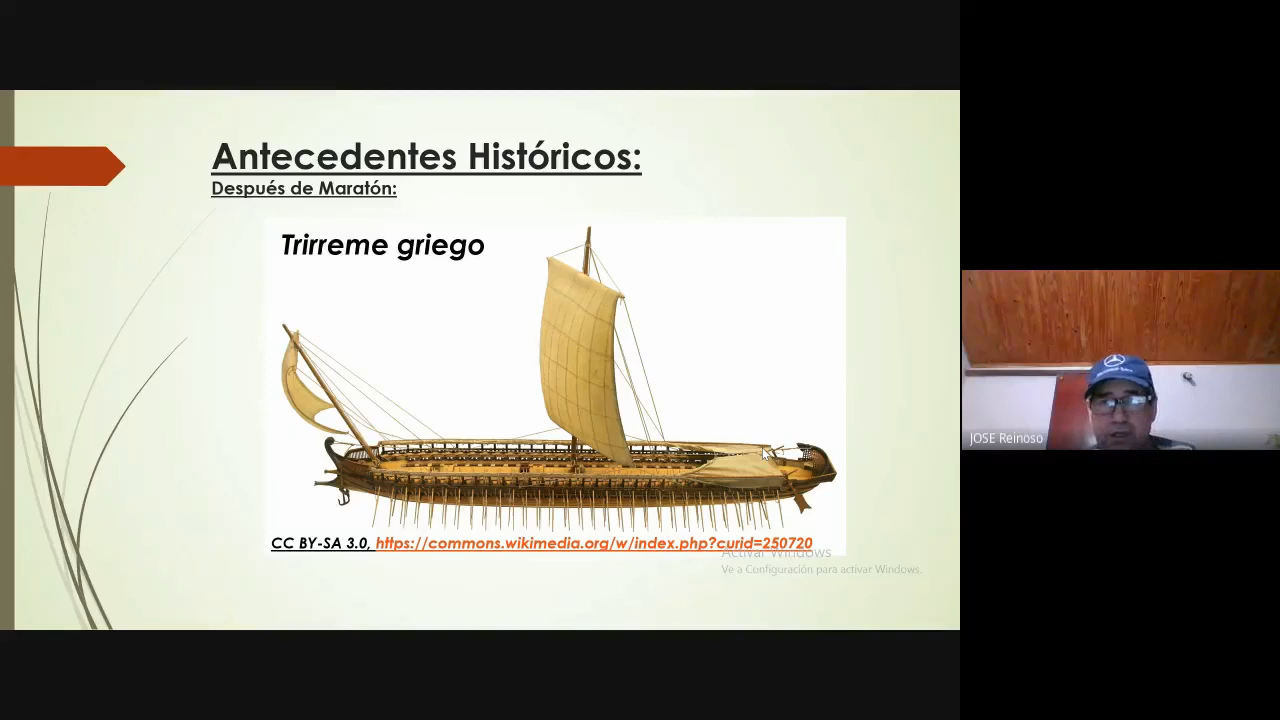 Antecedentes Históricos:
Después de Maratón:
Trirreme griego
CC BY-SA 3.0, https://commons.wikimedia.org/w/index.php?curid=250720
Activar Windows
Ve a Configuración para activar Windows.
JOSE Reinoso